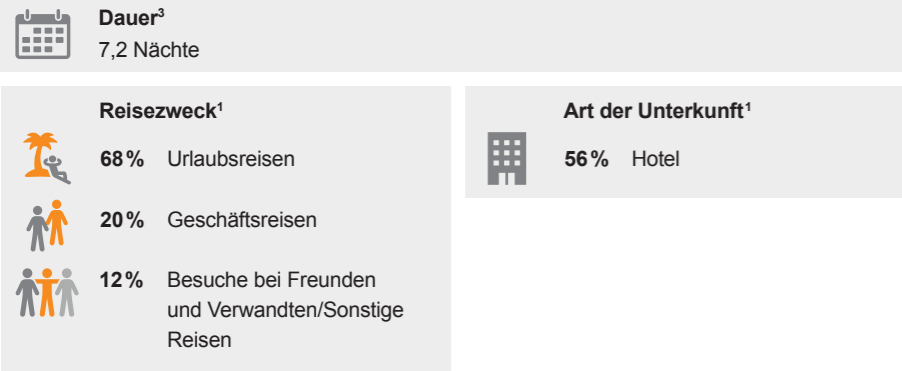 Dauer³
7,2 Nächte
Reisezweck¹
68 % Urlaubsreisen
20 % Geschäftsreisen
12 % Besuche bei Freunden
und Verwandten/Sonstige
Reisen
Art der Unterkunft¹
56 % Hotel